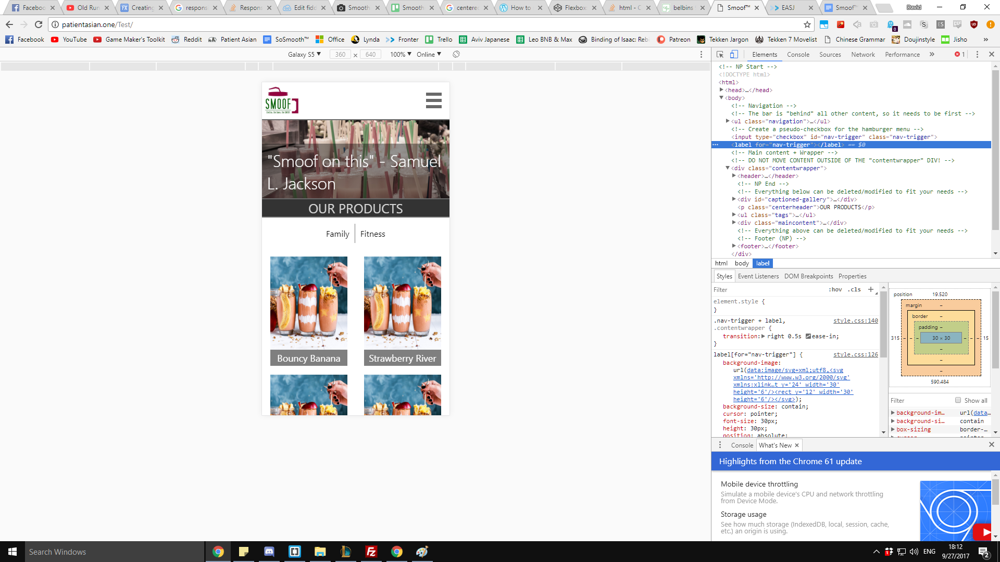 Faceboo
Old Run
Creating
respons
Respons
Edit fidd
Smooth
Smooth
centered
How to
Flexbox
html - C
belbins
Smoof™
EASJ
Smoof™
David
patientasian.one/Test/
Facebook
YouTube
Game Maker's Toolkit
Reddit
Patient Asian
SoSmooth™
Office
Lynda
Fronter
Trello
Aviv Japanese
Leo BNB & Max
Binding of Isaac: Reb
Patreon
Tekken Jargon
Tekken 7 Movelist
Chinese Grammar
Doujinstyle
Jisho
»
Galaxy S5 ▼ 360 × 640 100% ▼ Online ▼
Elements Console Sources Network Performance » 1
<!-- NP Start -->
<!DOCTYPE html>
<html>
<head>…</head>
<body>
<!-- Navigation -->
<!-- The bar is "behind" all other content, so it needs to be first -->
<ul class="navigation">…</ul>
<!-- Create a pseudo-checkbox for the hamburger menu -->
<input type="checkbox" id="nav-trigger" class="nav-trigger">
<label for="nav-trigger"></label> == $0
<!-- Main content + Wrapper -->
<!-- DO NOT MOVE CONTENT OUTSIDE OF THE "contentwrapper" DIV! -->
<div class="contentwrapper">
<header>…</header>
<!-- NP End -->
<!-- Everything below can be deleted/modified to fit your needs -->
<div id="captioned-gallery">…</div>
<p class="centerheader">OUR PRODUCTS</p>
<ul class="tags">…</ul>
<div class="maincontent">…</div>
<!-- Everything above can be deleted/modified to fit your needs -->
<!-- Footer (NP) -->
<footer>…</footer>
</div>
html body label
SMOOF
"Smoof on this" - Samuel
L. Jackson
OUR PRODUCTS
Family
Fitness
Bouncy Banana
Strawberry River
Styles Event Listeners DOM Breakpoints Properties
Filter :hov .cls +
element.style {
}
.nav-trigger + label, style.css:140
.contentwrapper {
transition: right 0.5s ease-in;
}
label[for="nav-trigger"] { style.css:126
background-image:
url(data:image/svg+xml;utf8,<svg
xmlns='http://www.w3.org/2000/svg'
xmlns:xlink…t y='24' width='30'
height='6'/><rect y='12' width='30'
height='6'/></svg>);
background-size: contain;
cursor: pointer;
font-size: 30px;
height: 30px;
position: absolute;
position 19.520
margin –
border –
padding –
315 – – – 30 × 30 – – – 15
–
–
–
590.484
Filter Show all
background-im… url(data…
background-si… contain
box-sizing border-…
Console What's New
Highlights from the Chrome 61 update
Mobile device throttling
Simulate a mobile device's CPU and network throttling
from Device Mode.
Storage usage
See how much storage (IndexedDB, local, session, cache,
etc.) an origin is using.
Search Windows
ENG
18:12
9/27/2017
2